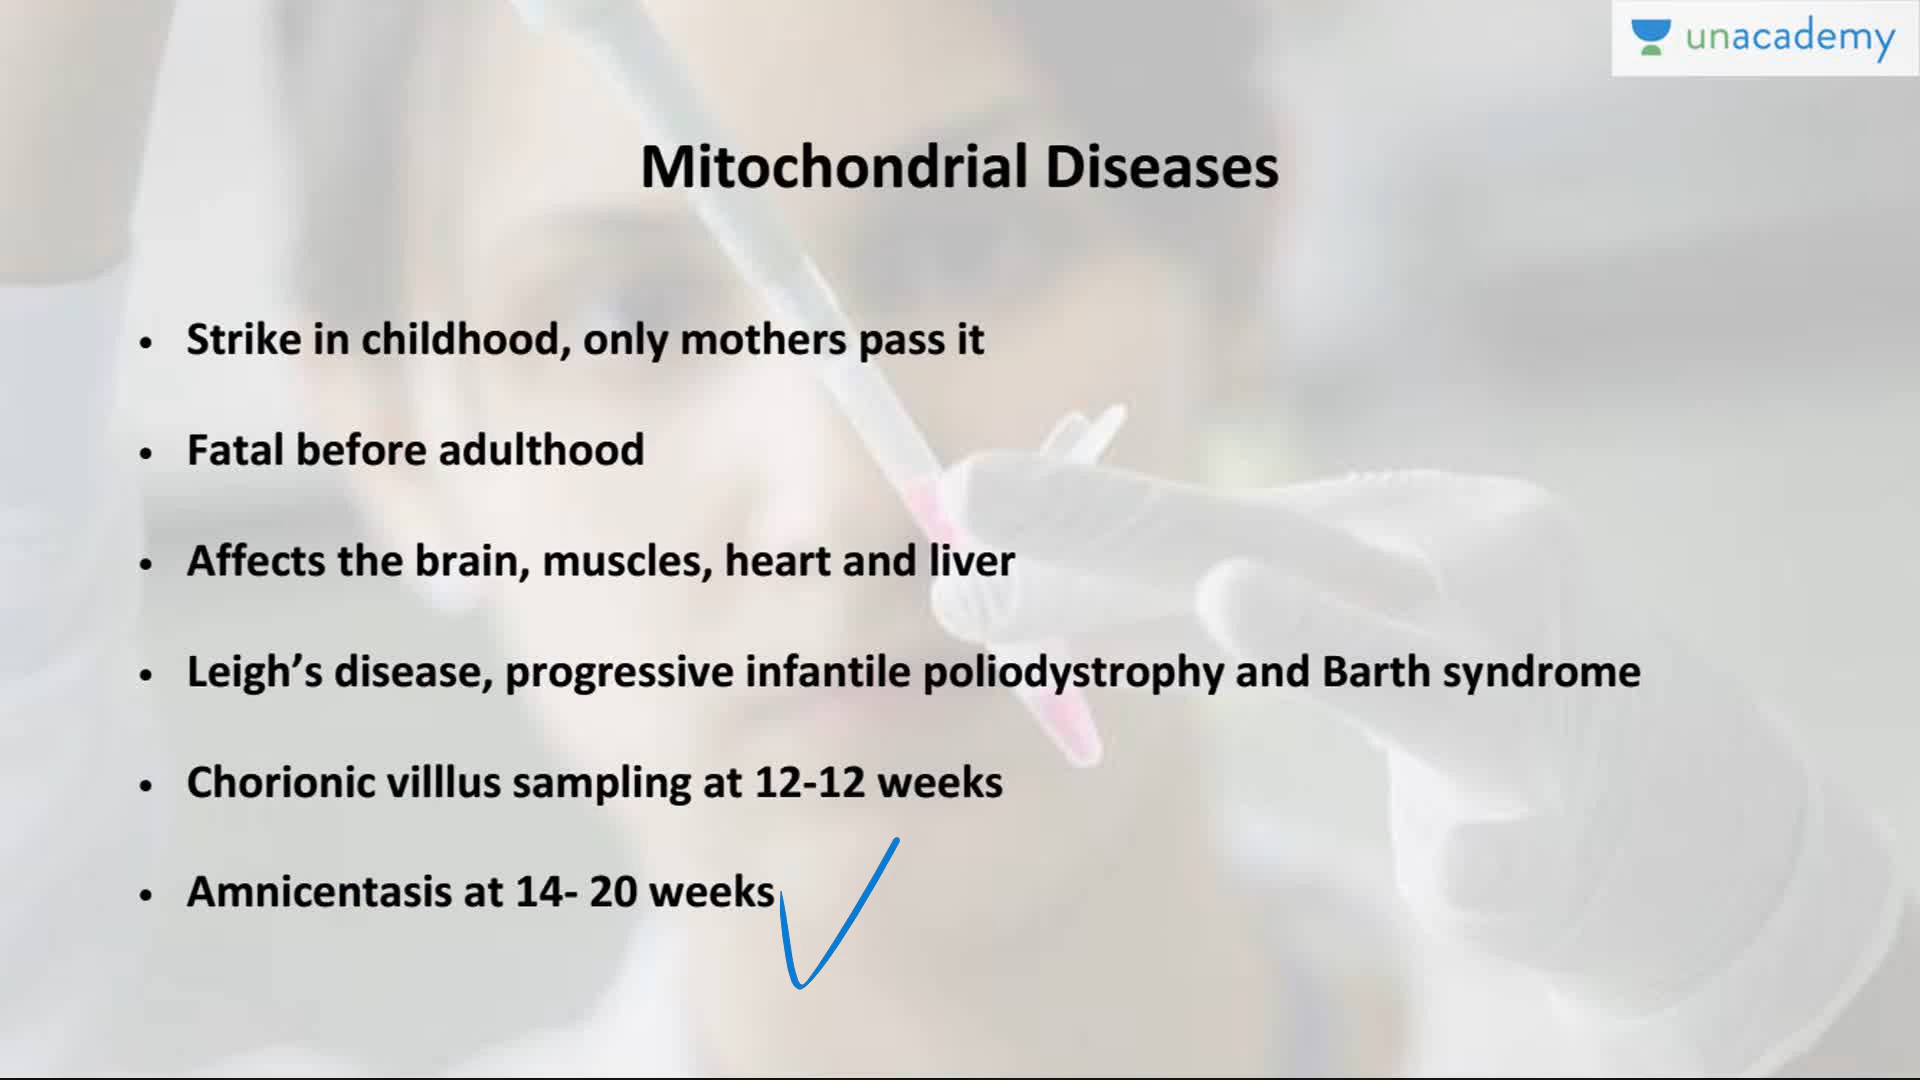 unacademy
Mitochondrial Diseases
• Strike in childhood, only mothers pass it
• Fatal before adulthood
• Affects the brain, muscles, heart and liver
• Leigh’s disease, progressive infantile poliodystrophy and Barth syndrome
• Chorionic villlus sampling at 12-12 weeks
• Amnicentasis at 14- 20 weeks